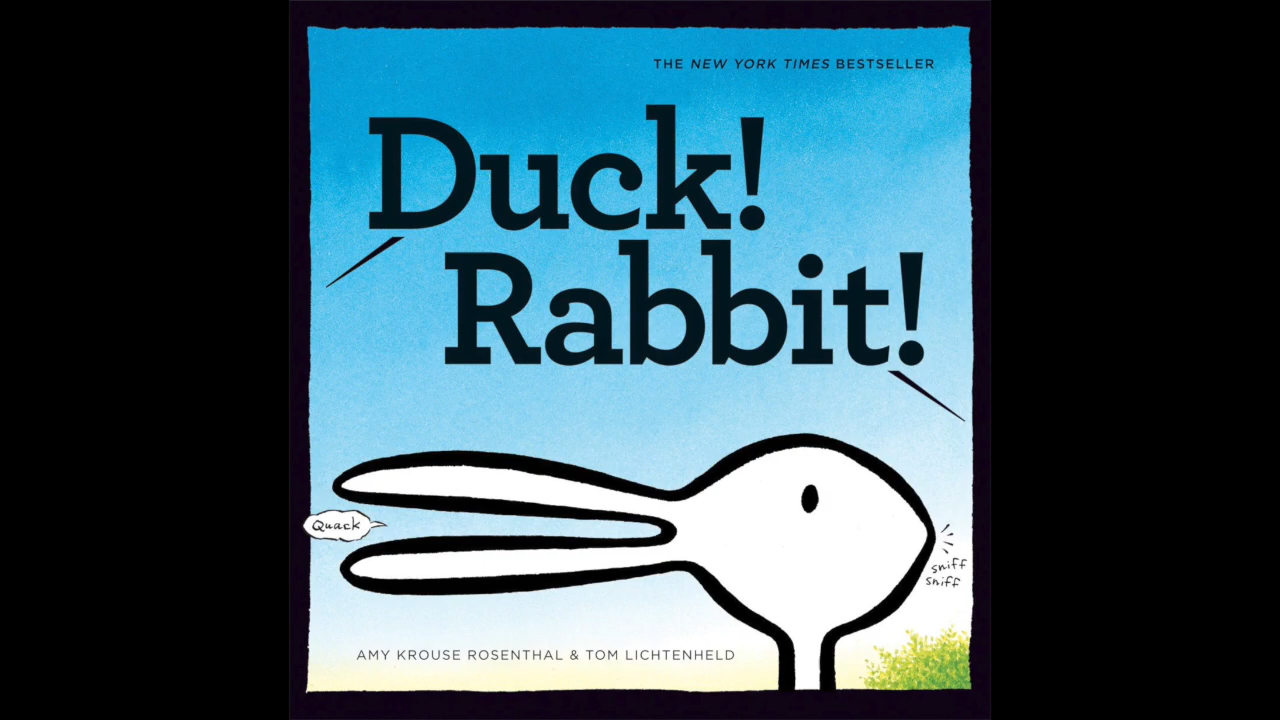 THE NEW YORK TIMES BESTSELLER
Duck!
Rabbit!
Quack
sniff
sniff
AMY KROUSE ROSENTHAL & TOM LICHTENHELD